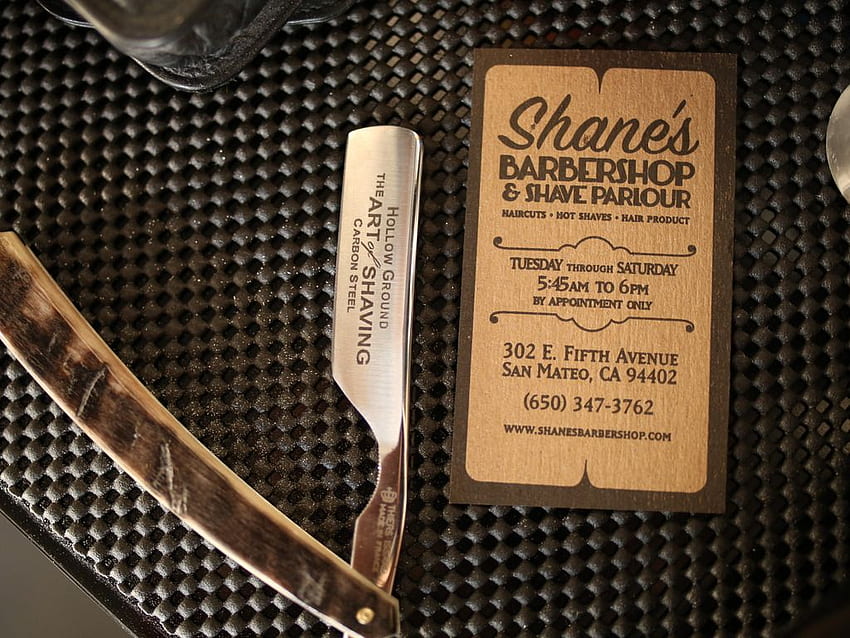 HOLLOW GROUND
THE ART of SHAVING
CARBON STEEL
Shane's
BARBERSHOP
& SHAVE PARLOUR
HAIRCUTS • HOT SHAVES • HAIR PRODUCT
TUESDAY THROUGH SATURDAY
5:45AM TO 6PM
BY APPOINTMENT ONLY
302 E. FIFTH AVENUE
SAN MATEO, CA 94402
(650) 347-3762
WWW.SHANESBARBERSHOP.COM